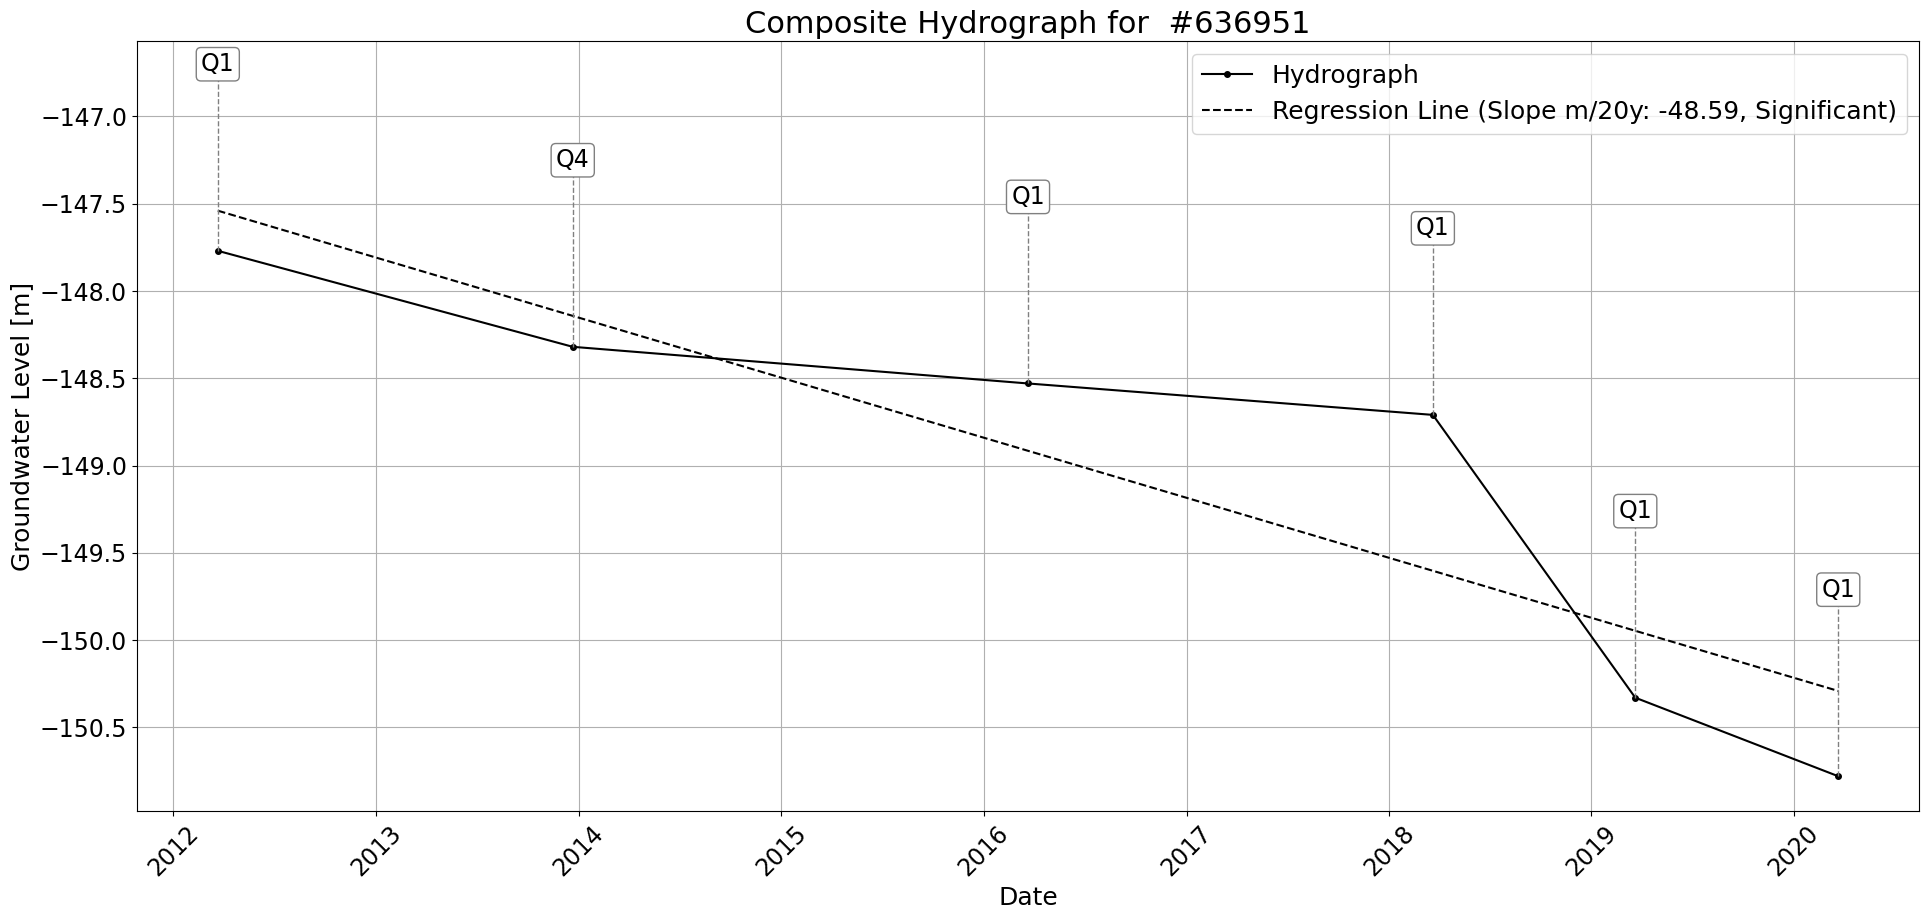 Composite Hydrograph for  #636951
Hydrograph
Regression Line (Slope m/20y: -48.59, Significant)
Q1
Q4
Q1
Q1
Q1
Q1
Groundwater Level [m]
−147.0
−147.5
−148.0
−148.5
−149.0
−149.5
−150.0
−150.5
2012
2013
2014
2015
2016
2017
2018
2019
2020
Date